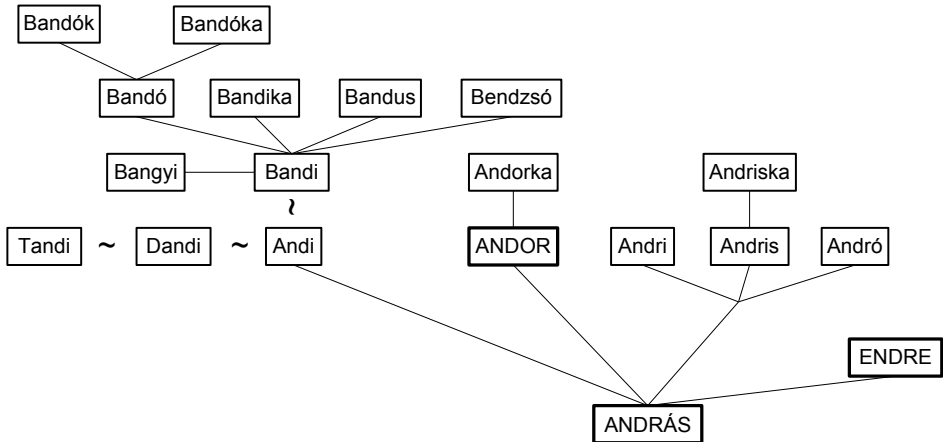 Bandók
Bandóka
Bandó
Bandika
Bandus
Bendzsó
Bangyi
Bandi
Andorka
Andriska
~
Tandi ~ Dandi ~ Andi
ANDOR
Andri
Andris
Andró
ENDRE
ANDRÁS